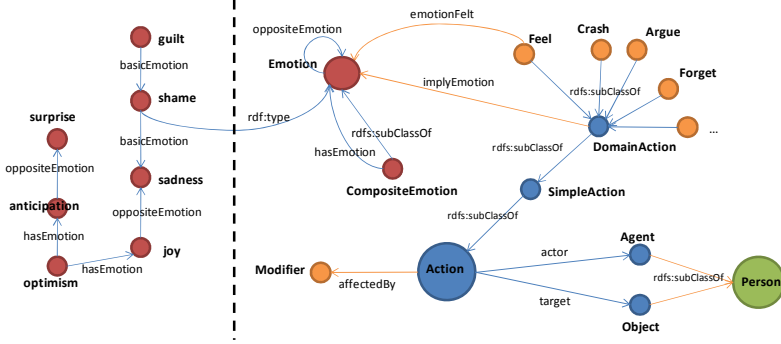 guilt
basicEmotion
shame
basicEmotion
sadness
oppositeEmotion
joy
hasEmotion
surprise
oppositeEmotion
anticipation
hasEmotion
optimism
rdf:type
oppositeEmotion
Emotion
emotionFelt
implyEmotion
rdfs:subClassOf
hasEmotion
CompositeEmotion
Feel
Crash
Argue
Forget
...
rdfs:subClassOf
DomainAction
rdfs:subClassOf
SimpleAction
rdfs:subClassOf
Action
Modifier
affectedBy
actor
Agent
target
Object
rdfs:subClassOf
Person